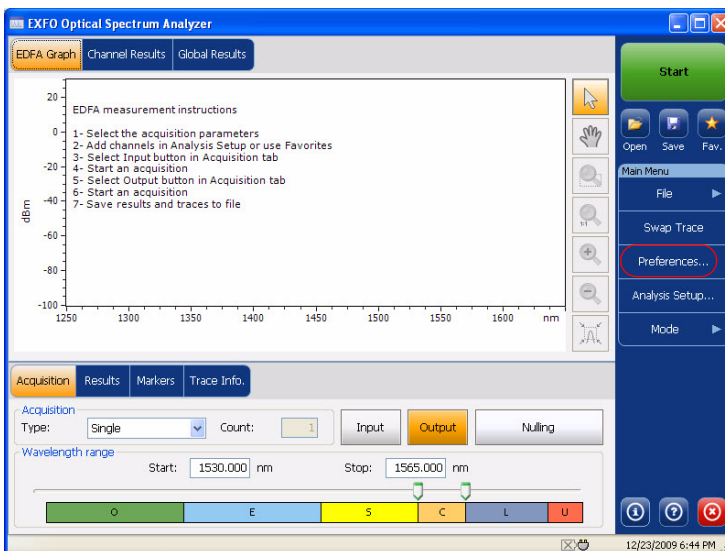 EXFO Optical Spectrum Analyzer
EDFA Graph Channel Results Global Results
EDFA measurement instructions
1- Select the acquisition parameters
2- Add channels in Analysis Setup or use Favorites
3- Select Input button in Acquisition tab
4- Start an acquisition
5- Select Output button in Acquisition tab
6- Start an acquisition
7- Save results and traces to file
dBm
20
0
-20
-40
-60
-80
-100
1250 1300 1350 1400 1450 1500 1550 1600 nm
1:1
Start
Open Save Fav.
Main Menu
File
Swap Trace
Preferences...
Analysis Setup...
Mode
Acquisition Results Markers Trace Info.
Acquisition
Type: Single Count: 1 Input Output Nulling
Wavelength range
Start: 1530.000 nm Stop: 1565.000 nm
O E S C L U
12/23/2009 6:44 PM